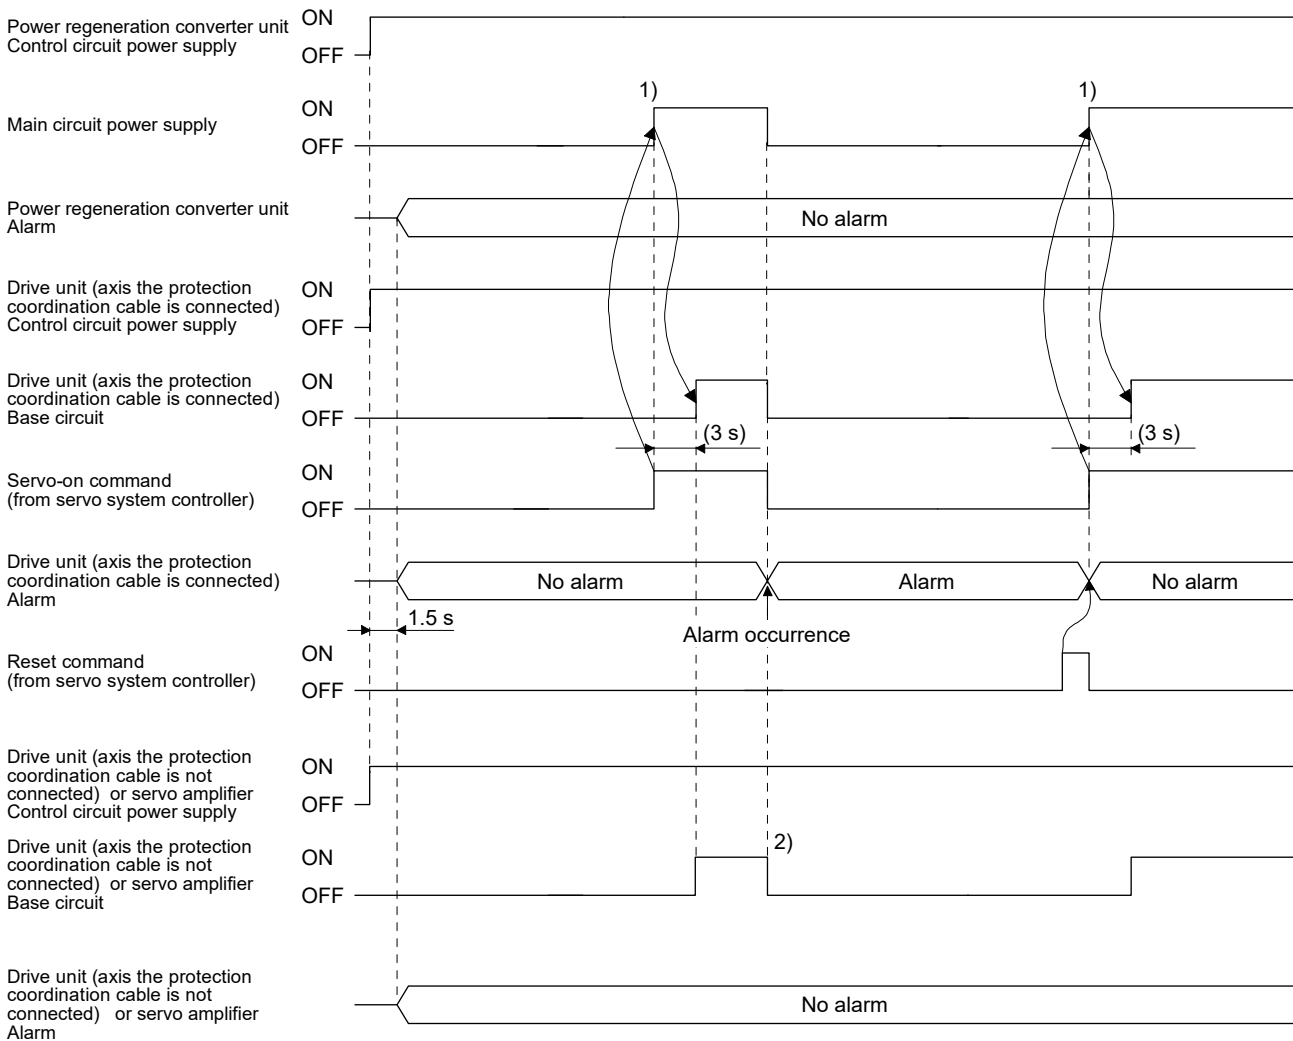 Power regeneration converter unit
Control circuit power supply
ON
OFF
Main circuit power supply
ON
OFF
1)
1)
Power regeneration converter unit
Alarm
No alarm
Drive unit (axis the protection
coordination cable is connected)
Control circuit power supply
ON
OFF
Drive unit (axis the protection
coordination cable is connected)
Base circuit
ON
OFF
(3 s)
(3 s)
Servo-on command
(from servo system controller)
ON
OFF
Drive unit (axis the protection
coordination cable is connected)
Alarm
No alarm
Alarm
No alarm
1.5 s
Alarm occurrence
Reset command
(from servo system controller)
ON
OFF
Drive unit (axis the protection
coordination cable is not
connected) or servo amplifier
Control circuit power supply
ON
OFF
Drive unit (axis the protection
coordination cable is not
connected) or servo amplifier
Base circuit
ON
OFF
2)
Drive unit (axis the protection
coordination cable is not
connected) or servo amplifier
Alarm
No alarm